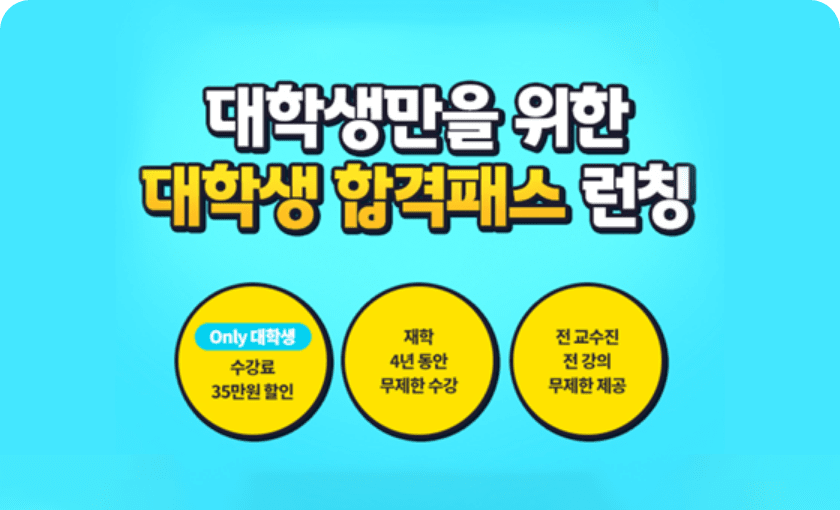 대학생만을 위한
대학생 합격패스 런칭
Only 대학생
수강료
35만원 할인
재학
4년 동안
무제한 수강
전 교수진
전 강의
무제한 제공